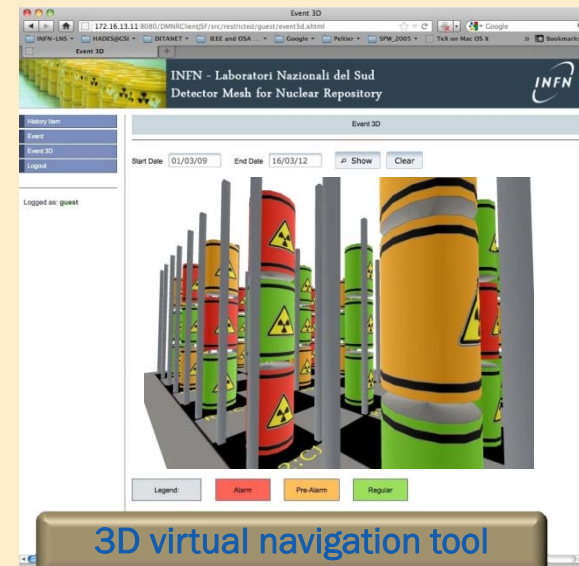 Event 3D
172.16.13.11:8080/DMNRClientJSF/src/restricted/guest/event3d.xhtml
Google
INFN-LNS
HADES@GSI
DITANET
IEEE and OSA ...
Google
Peltier
SPW_2005
TeX on Mac OS X
Bookmarks
Event 3D
INFN - Laboratori Nazionali del Sud
Detector Mesh for Nuclear Repository
INFN
History Item
Event
Event 3D
Logout
Logged as: guest
Event 3D
Start Date 01/03/09 End Date 16/03/12 Show Clear
Legend: Alarm Pre-Alarm Regular
3D virtual navigation tool